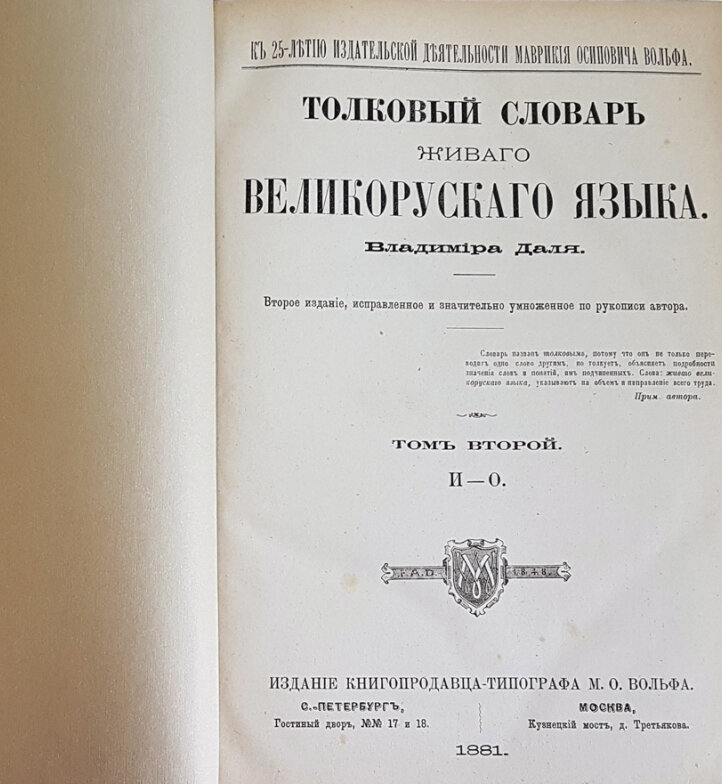 КЪ 25-ЛѢТІЮ ИЗДАТЕЛЬСКОЙ ДѢЯТЕЛЬНОСТИ МАВРИКІЯ ОСИПОВИЧА ВОЛЬФА.
ТОЛКОВЫЙ СЛОВАРЬ
ЖИВАГО
ВЕЛИКОРУСКАГО ЯЗЫКА.
Владиміра Даля.
Второе изданіе, исправленное и значительно умноженное по рукописи автора.
Словарь названъ толковымъ, потому что онъ не только пере-
водитъ одно слово другимъ, но толкуетъ, объясняетъ подробности
значенія словъ и понятій, имъ подчиненныхъ. Слова: живаго вели-
корускаго языка, указываютъ на объемъ и направленіе всего труда.
Прим. автора.
ТОМЪ ВТОРОЙ.
И—О.
A.D. 1848.
ИЗДАНІЕ КНИГОПРОДАВЦА-ТИПОГРАФА М. О. ВОЛЬФА.
С.-ПЕТЕРБУРГЪ,
Гостиный дворъ, №№ 17 и 18.
МОСКВА,
Кузнецкій мостъ, д. Третьякова.
1881.